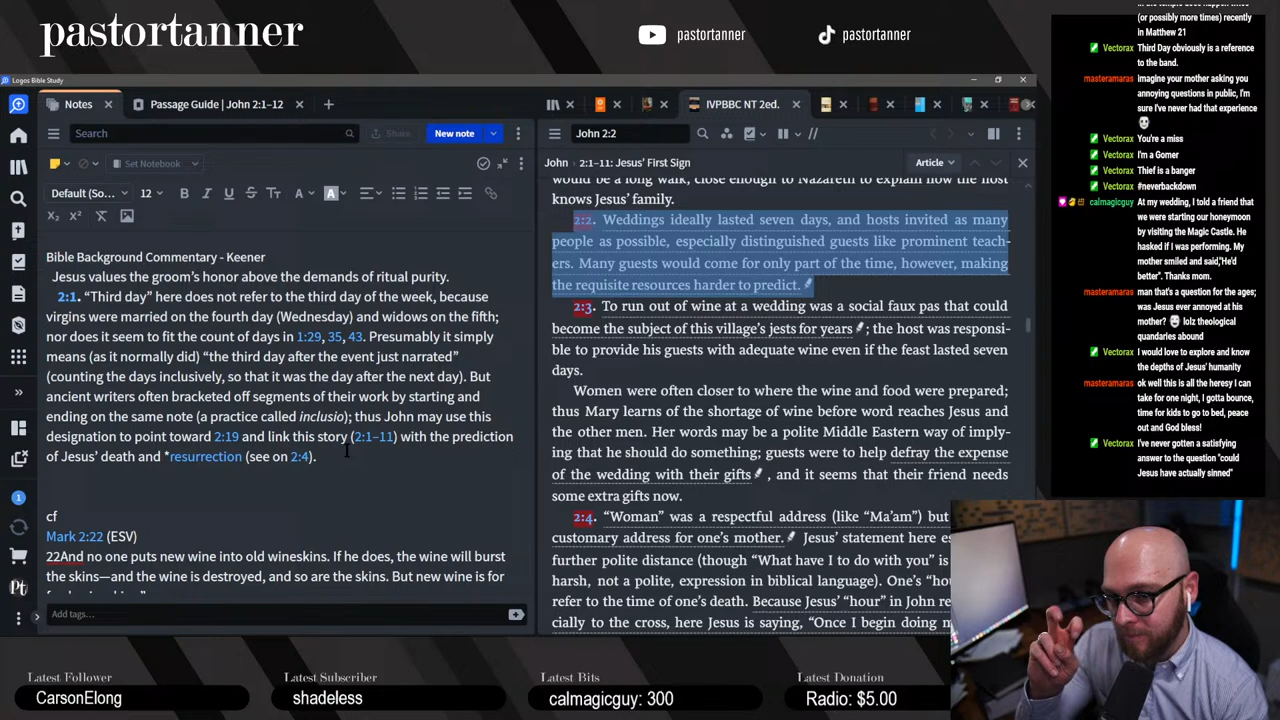 pastortanner
pastortanner
pastortanner
Logos Bible Study
Notes
Passage Guide | John 2:1–12
IVPBBC NT 2ed.
Search
Share
New note
John 2:2
Set Notebook
John › 2:1–11: Jesus' First Sign
Article
Default (So...
12
Bible Background Commentary - Keener
Jesus values the groom's honor above the demands of ritual purity.
2:1. “Third day” here does not refer to the third day of the week, because
virgins were married on the fourth day (Wednesday) and widows on the fifth;
nor does it seem to fit the count of days in 1:29, 35, 43. Presumably it simply
means (as it normally did) “the third day after the event just narrated”
(counting the days inclusively, so that it was the day after the next day). But
ancient writers often bracketed off segments of their work by starting and
ending on the same note (a practice called inclusio); thus John may use this
designation to point toward 2:19 and link this story (2:1–11) with the prediction
of Jesus' death and *resurrection (see on 2:4).
cf
Mark 2:22 (ESV)
22And no one puts new wine into old wineskins. If he does, the wine will burst
the skins—and the wine is destroyed, and so are the skins. But new wine is for
Add tags...
would be a long walk, close enough to Nazareth to explain how the host
knows Jesus' family.
2:2. Weddings ideally lasted seven days, and hosts invited as many
people as possible, especially distinguished guests like prominent teach-
ers. Many guests would come for only part of the time, however, making
the requisite resources harder to predict.
2:3. To run out of wine at a wedding was a social faux pas that could
become the subject of this village's jests for years; the host was responsi-
ble to provide his guests with adequate wine even if the feast lasted seven
days.
Women were often closer to where the wine and food were prepared;
thus Mary learns of the shortage of wine before word reaches Jesus and
the other men. Her words may be a polite Middle Eastern way of imply-
ing that he should do something; guests were to help defray the expense
of the wedding with their gifts, and it seems that their friend needs
some extra gifts now.
2:4. “Woman” was a respectful address (like “Ma'am”) but
customary address for one's mother. Jesus' statement here es
further polite distance (though “What have I to do with you”
harsh, not a polite, expression in biblical language). One's “hou
refer to the time of one's death. Because Jesus' “hour” in John re
cially to the cross, here Jesus is saying, “Once I begin doing m
(or possibly more times) recently
in Matthew 21
Vectorax Third Day obviously is a reference
to the band.
masteramaras imagine your mother asking you
annoying questions in public, I'm
sure I've never had that experience
Vectorax You're a miss
Vectorax I'm a Gomer
Vectorax Thief is a banger
Vectorax #neverbackdown
calmagicguy At my wedding, I told a friend that
we were starting our honeymoon
by visiting the Magic Castle. He
hasked if I was performing. My
mother smiled and said,"He'd
better". Thanks mom.
masteramaras man that's a question for the ages;
was Jesus ever annoyed at his
mother? lolz theological
quandaries abound
Vectorax I would love to explore and know
the depths of Jesus's humanity
masteramaras ok well this is all the heresy I can
take for one night, I gotta bounce,
time for kids to go to bed, peace
out and God bless!
Vectorax I've never gotten a satisfying
answer to the question "could
Jesus have actually sinned"
Latest Follower
CarsonElong
Latest Subscriber
shadeless
Latest Bits
calmagicguy: 300
Latest Donation
Radio: $5.00